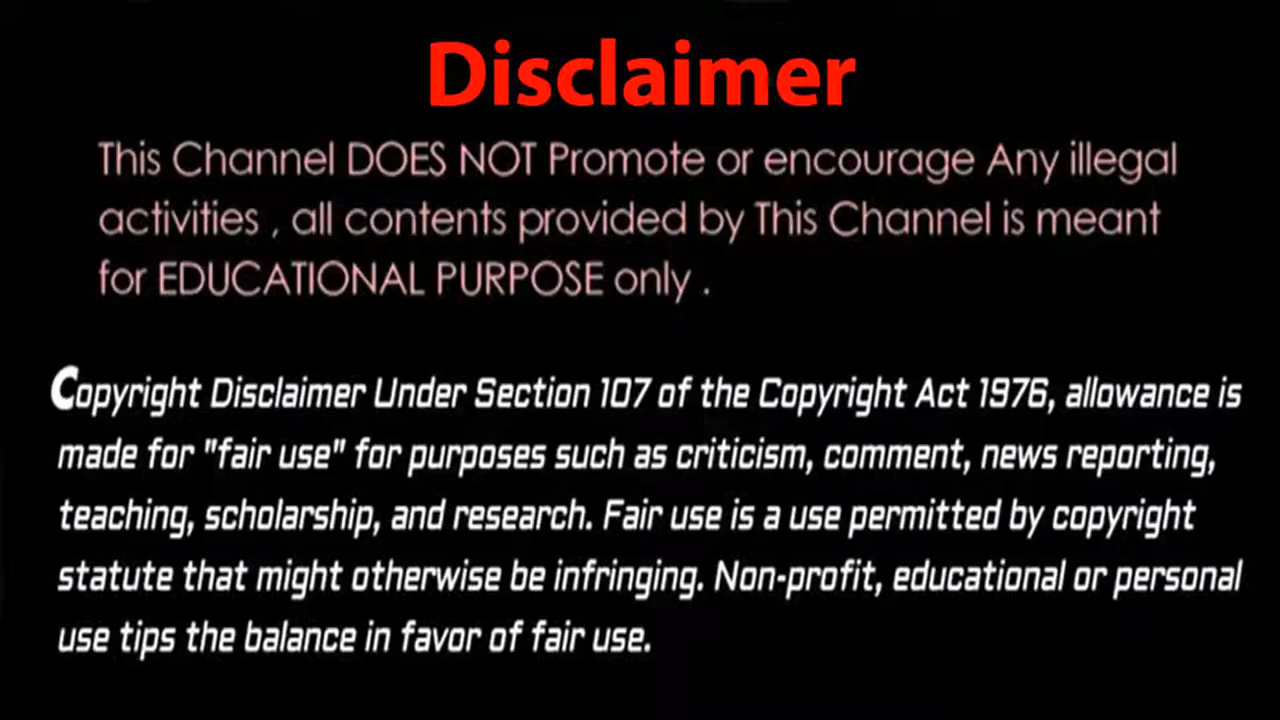 Disclaimer
This Channel DOES NOT Promote or encourage Any illegal
activities , all contents provided by This Channel is meant
for EDUCATIONAL PURPOSE only .
Copyright Disclaimer Under Section 107 of the Copyright Act 1976, allowance is
made for "fair use" for purposes such as criticism, comment, news reporting,
teaching, scholarship, and research. Fair use is a use permitted by copyright
statute that might otherwise be infringing. Non-profit, educational or personal
use tips the balance in favor of fair use.